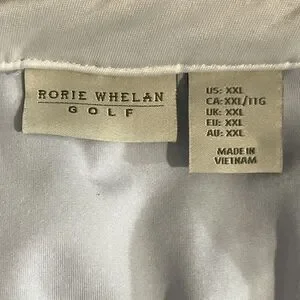 RORIE WHELAN
GOLF
US: XXL
CA: XXL/TTG
UK: XXL
EU: XXL
AU: XXL
MADE IN
VIETNAM